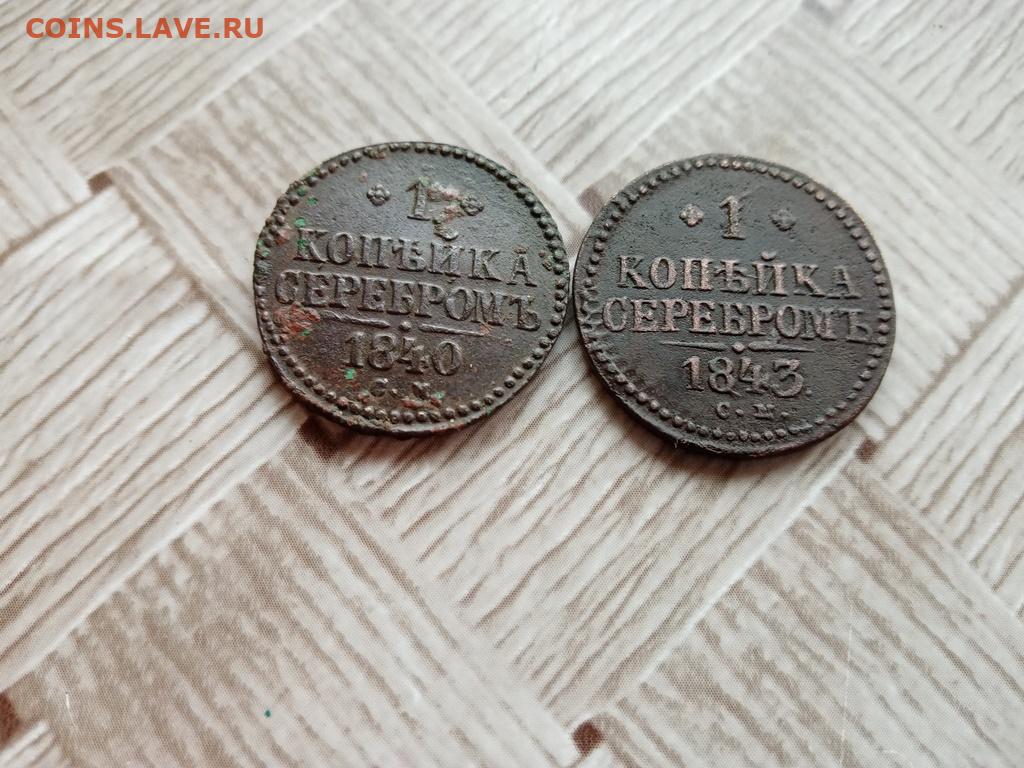 COINS.LAVE.RU
1
КОПѢЙКА
СЕРЕБРОМЪ
1840
С. М.
1
КОПѢЙКА
СЕРЕБРОМЪ
1843.
С. М.